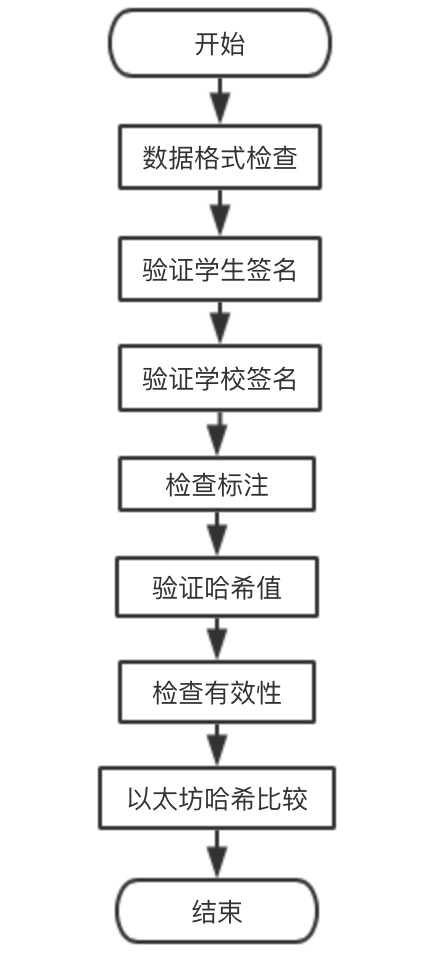 开始
数据格式检查
验证学生签名
验证学校签名
检查标注
验证哈希值
检查有效性
以太坊哈希比较
结束